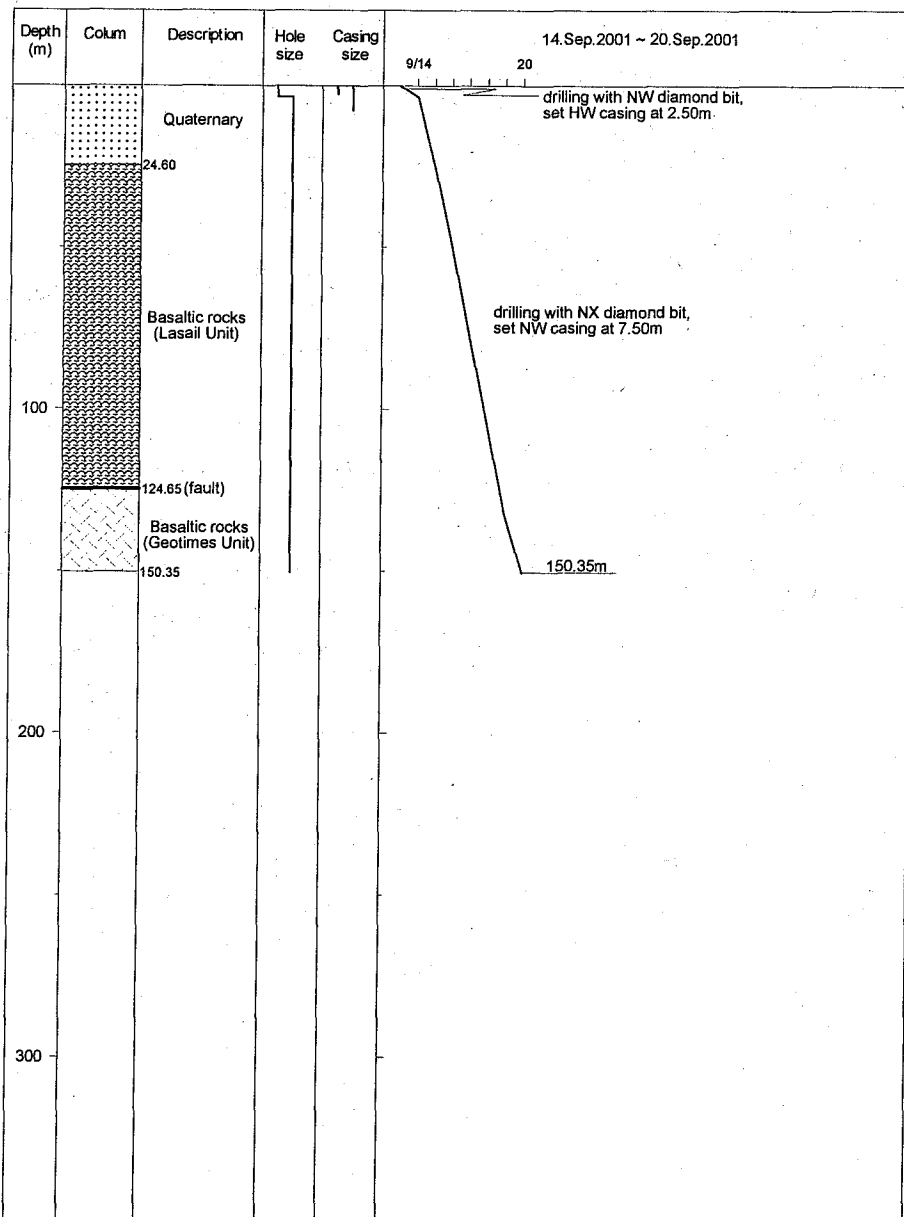 Depth
(m)
Colum
Description
Hole
size
Casing
size
14.Sep.2001 ~ 20.Sep.2001
9/14
20
drilling with NW diamond bit,
set HW casing at 2.50m
Quaternary
24.60
Basaltic rocks
(Lasail Unit)
drilling with NX diamond bit,
set NW casing at 7.50m
100
124.65 (fault)
Basaltic rocks
(Geotimes Unit)
150.35
150.35m
200
300